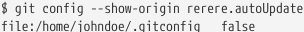 $ git config --show-origin rerere.autoUpdate
file:/home/johndoe/.gitconfig   false